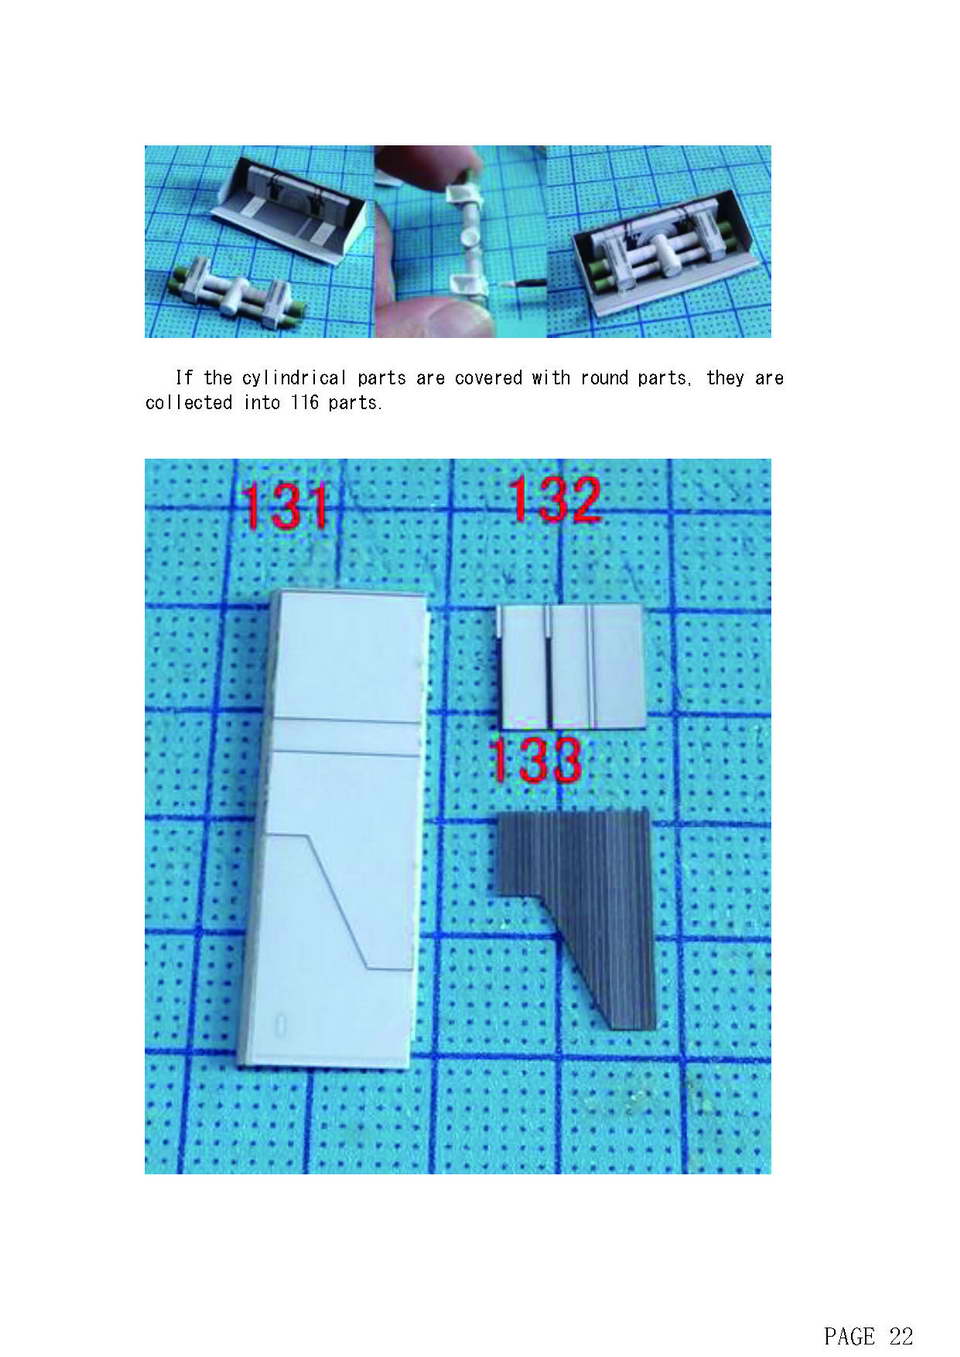 If the cylindrical parts are covered with round parts, they are
collected into 116 parts.
131
132
133
PAGE 22